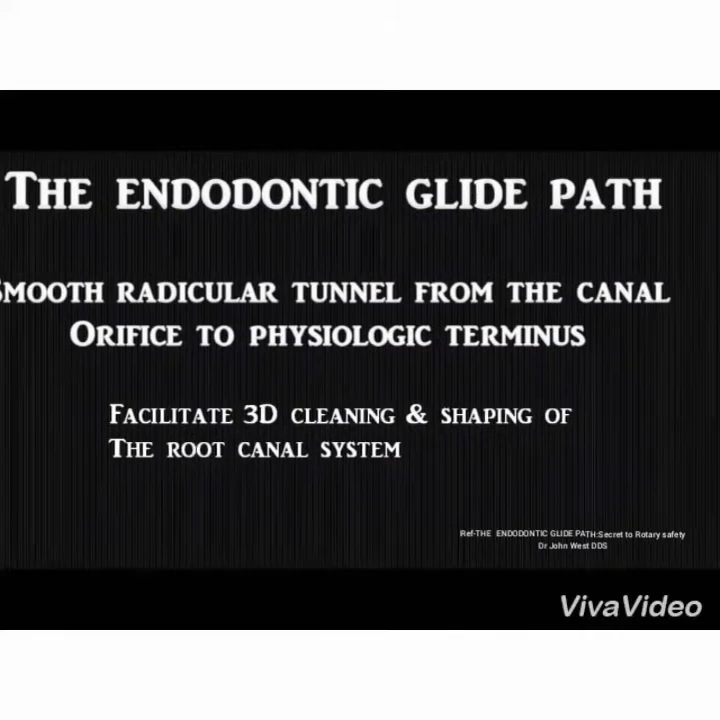 The endodontic glide path
Smooth radicular tunnel from the canal
Orifice to physiologic terminus
Facilitate 3D cleaning & shaping of
The root canal system
Ref-THE ENDODONTIC GLIDE PATH:Secret to Rotary safety
Dr John West DDS
VivaVideo